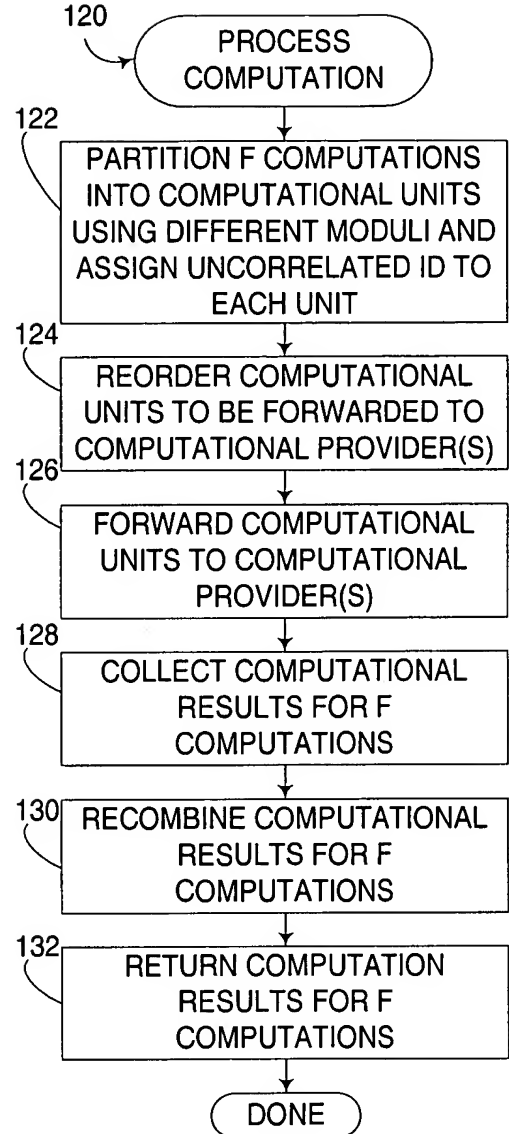 120
PROCESS
COMPUTATION
122
PARTITION F COMPUTATIONS
INTO COMPUTATIONAL UNITS
USING DIFFERENT MODULI AND
ASSIGN UNCORRELATED ID TO
EACH UNIT
124
REORDER COMPUTATIONAL
UNITS TO BE FORWARDED TO
COMPUTATIONAL PROVIDER(S)
126
FORWARD COMPUTATIONAL
UNITS TO COMPUTATIONAL
PROVIDER(S)
128
COLLECT COMPUTATIONAL
RESULTS FOR F
COMPUTATIONS
130
RECOMBINE COMPUTATIONAL
RESULTS FOR F
COMPUTATIONS
132
RETURN COMPUTATION
RESULTS FOR F
COMPUTATIONS
DONE